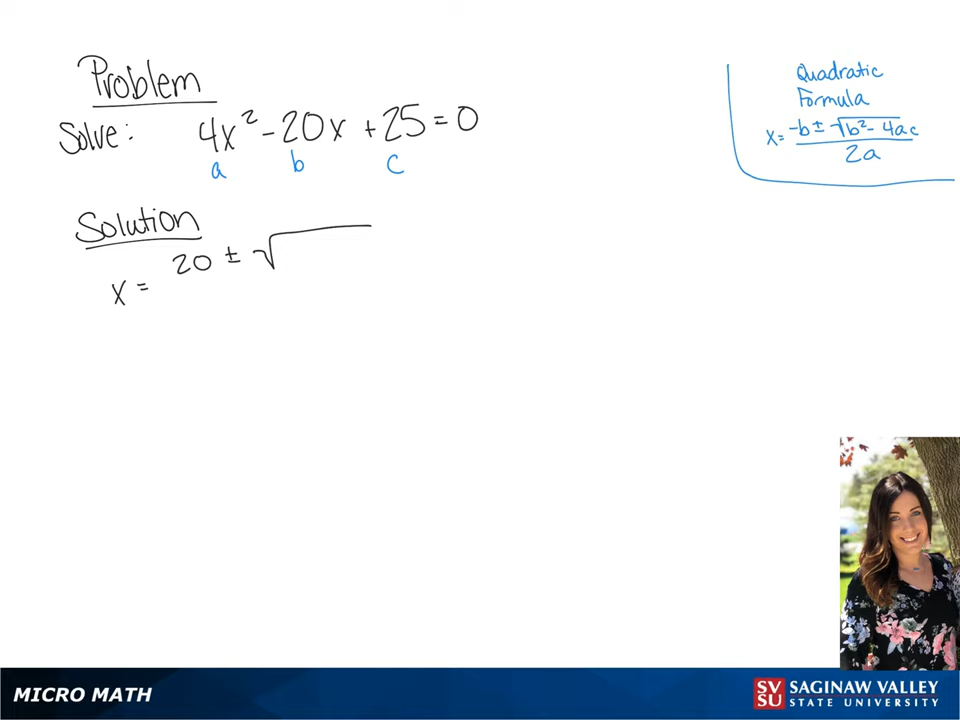 Problem
Solve: 4x² - 20x + 25 = 0
a b c
Quadratic
Formula
x = -b ± √b² - 4ac
2a
Solution
x = 20 ± √
MICRO MATH
SV
SU
SAGINAW VALLEY
STATE UNIVERSITY